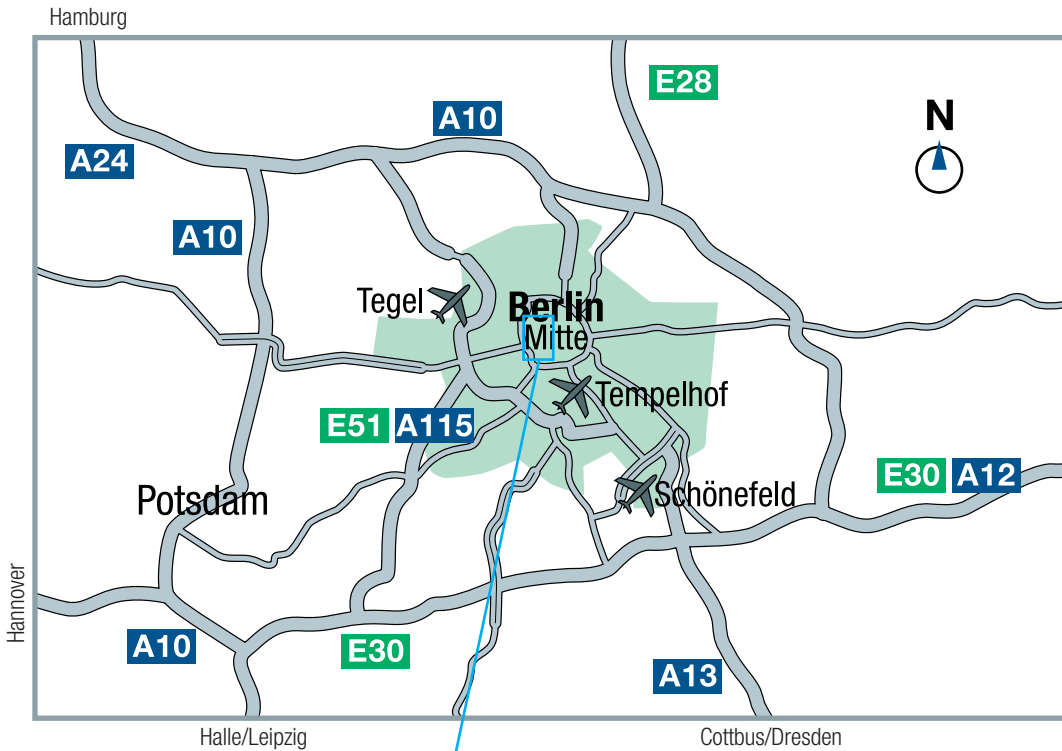 Hamburg
E28
A10
N
A24
A10
Tegel
Berlin
Mitte
Tempelhof
E51 A115
E30 A12
Potsdam
Schönefeld
Hannover
A10
E30
A13
Halle/Leipzig
Cottbus/Dresden